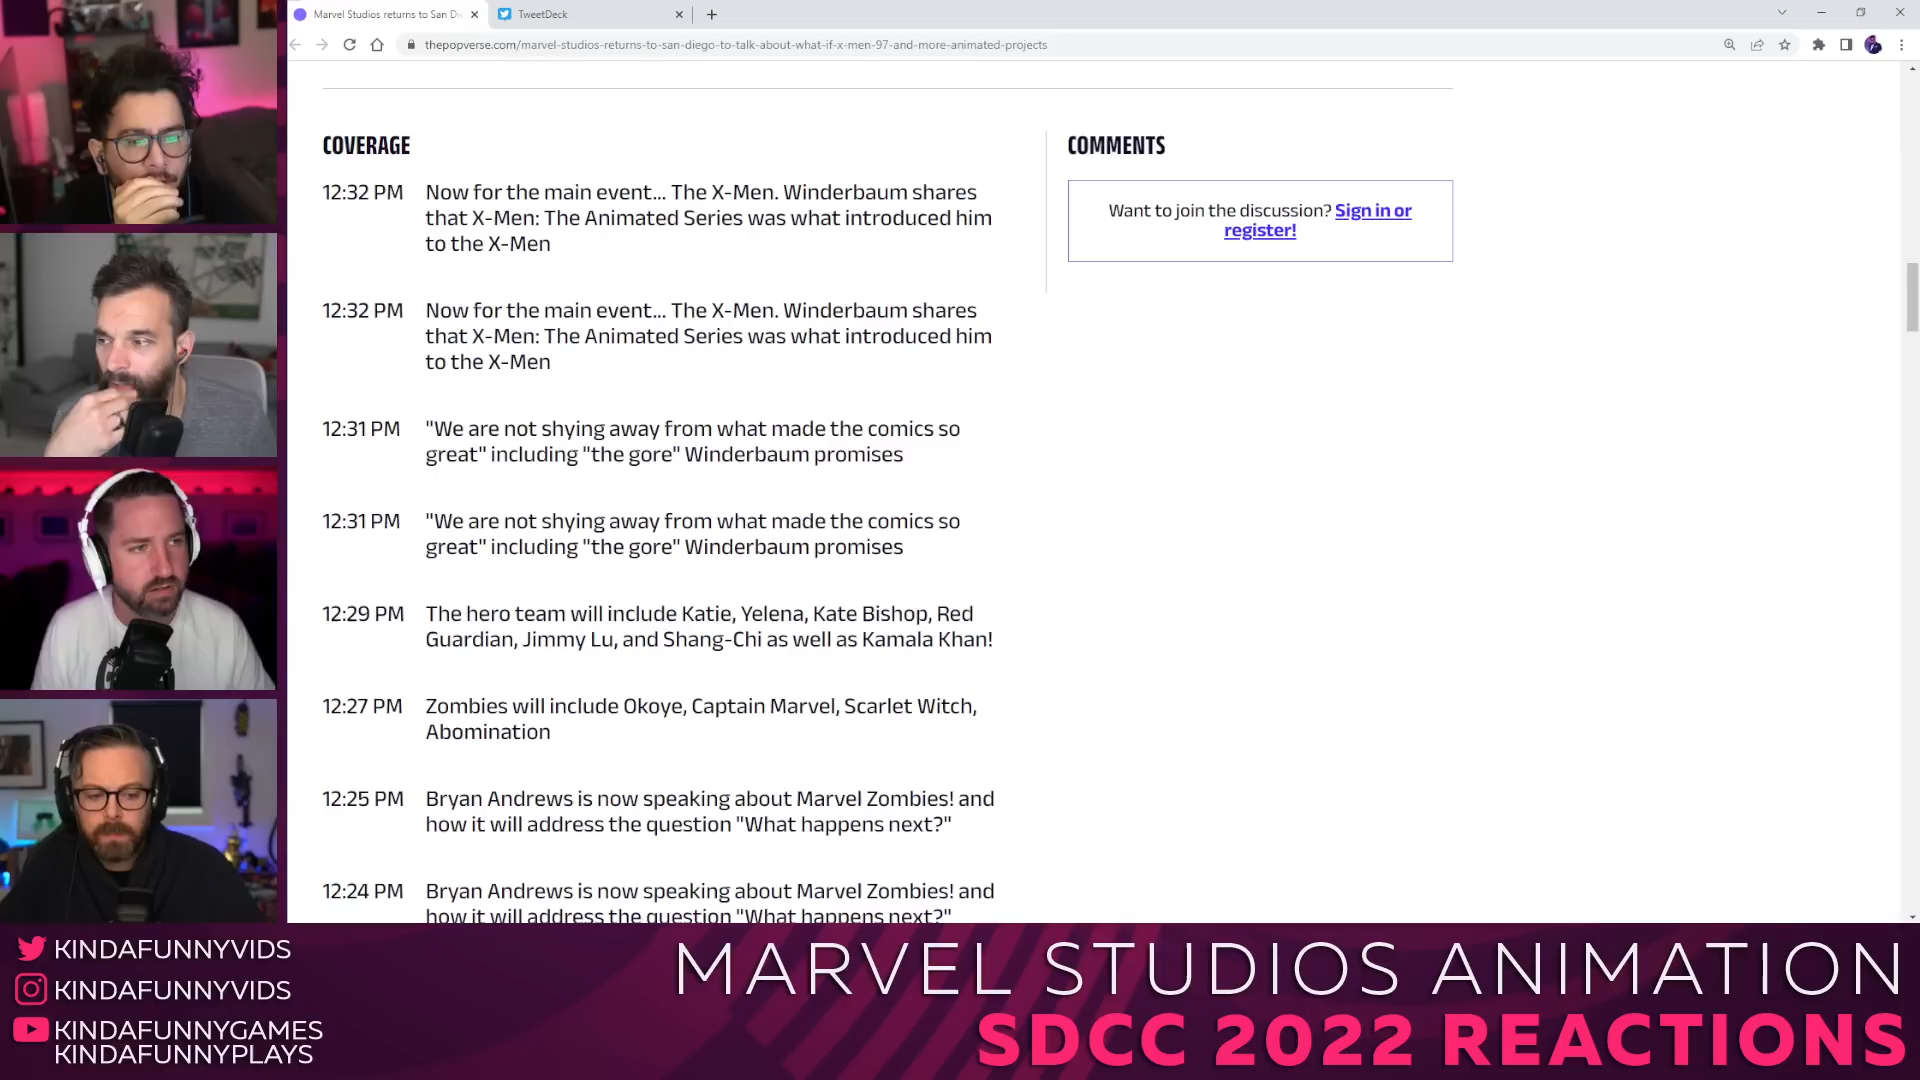 Marvel Studios returns to San Di
TweetDeck
thepopverse.com/marvel-studios-returns-to-san-diego-to-talk-about-what-if-x-men-97-and-more-animated-projects
COVERAGE
12:32 PM
Now for the main event... The X-Men. Winderbaum shares
that X-Men: The Animated Series was what introduced him
to the X-Men
12:32 PM
Now for the main event... The X-Men. Winderbaum shares
that X-Men: The Animated Series was what introduced him
to the X-Men
12:31 PM
"We are not shying away from what made the comics so
great" including "the gore" Winderbaum promises
12:31 PM
"We are not shying away from what made the comics so
great" including "the gore" Winderbaum promises
12:29 PM
The hero team will include Katie, Yelena, Kate Bishop, Red
Guardian, Jimmy Lu, and Shang-Chi as well as Kamala Khan!
12:27 PM
Zombies will include Okoye, Captain Marvel, Scarlet Witch,
Abomination
12:25 PM
Bryan Andrews is now speaking about Marvel Zombies! and
how it will address the question "What happens next?"
12:24 PM
Bryan Andrews is now speaking about Marvel Zombies! and
how it will address the question "What happens next?"
COMMENTS
Want to join the discussion? Sign in or
register!
KINDAFUNNYVIDS
KINDAFUNNYVIDS
KINDAFUNNYGAMES
KINDAFUNNYPLAYS
MARVEL STUDIOS ANIMATION
SDCC 2022 REACTIONS